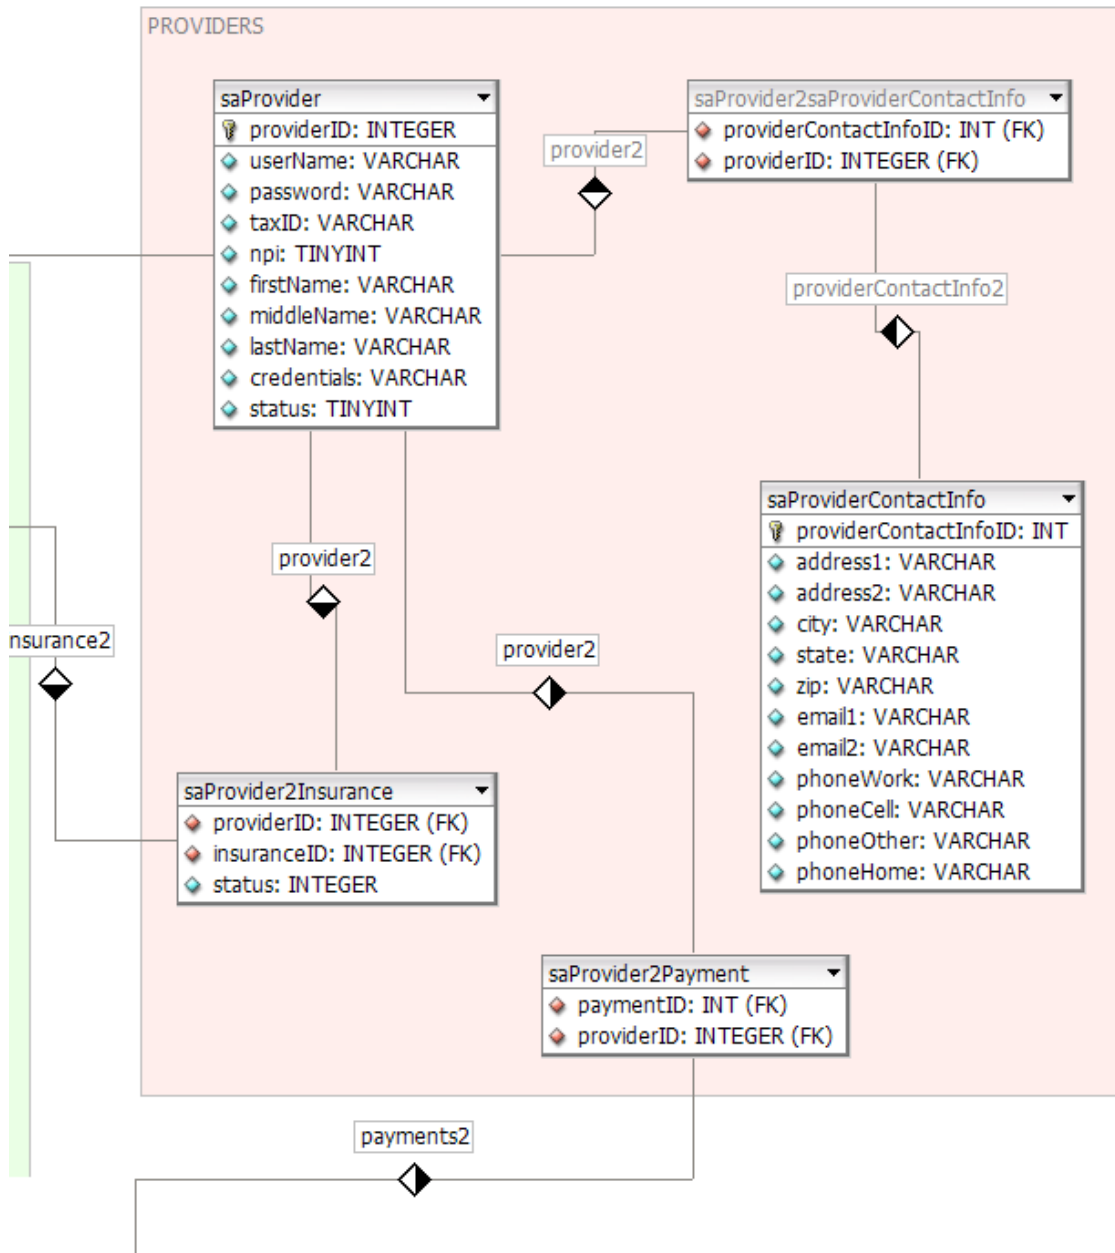 PROVIDERS
saProvider
providerID: INTEGER
userName: VARCHAR
password: VARCHAR
taxID: VARCHAR
npi: TINYINT
firstName: VARCHAR
middleName: VARCHAR
lastName: VARCHAR
credentials: VARCHAR
status: TINYINT
provider2
saProvider2saProviderContactInfo
providerContactInfoID: INT (FK)
providerID: INTEGER (FK)
providerContactInfo2
saProviderContactInfo
providerContactInfoID: INT
address1: VARCHAR
address2: VARCHAR
city: VARCHAR
state: VARCHAR
zip: VARCHAR
email1: VARCHAR
email2: VARCHAR
phoneWork: VARCHAR
phoneCell: VARCHAR
phoneOther: VARCHAR
phoneHome: VARCHAR
provider2
provider2
nsurance2
saProvider2Insurance
providerID: INTEGER (FK)
insuranceID: INTEGER (FK)
status: INTEGER
saProvider2Payment
paymentID: INT (FK)
providerID: INTEGER (FK)
payments2